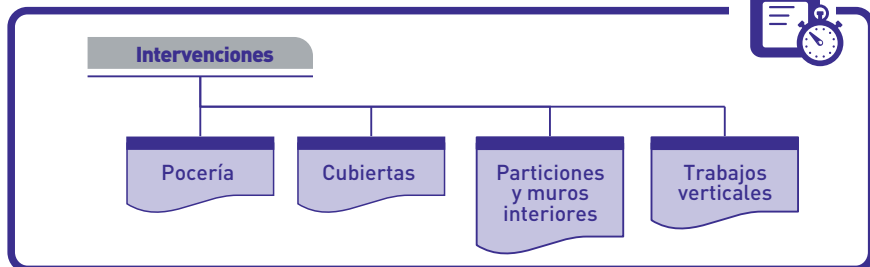 Intervenciones
Pocería
Cubiertas
Particiones
y muros
interiores
Trabajos
verticales